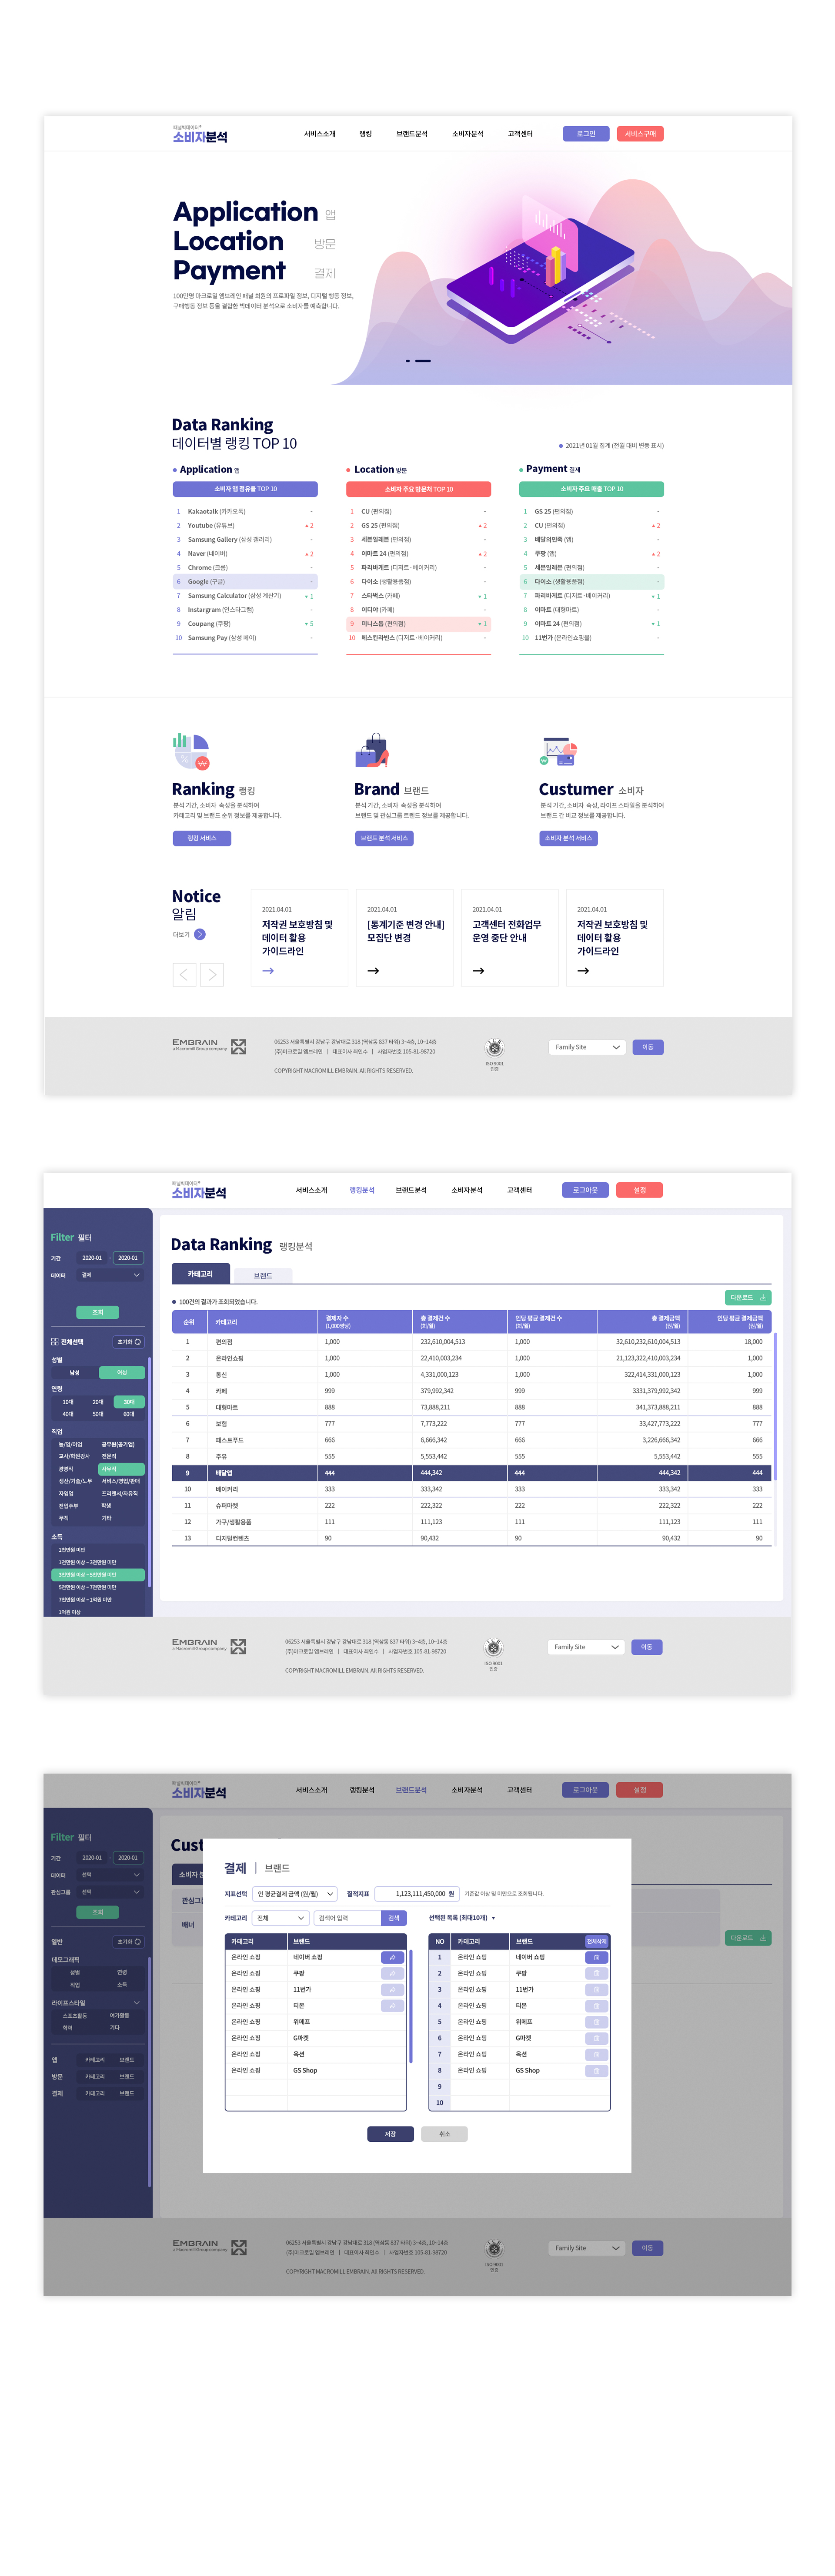 패널빅데이터®
소비자분석
서비스소개 랭킹 브랜드분석 소비자분석 고객센터 로그인 서비스구매
Application 앱
Location 방문
Payment 결제
100만명 마크로밀 엠브레인 패널 회원의 프로파일 정보, 디지털 행동 정보,
구매행동 정보 등을 결합한 빅데이터 분석으로 소비자를 예측합니다.
Data Ranking
데이터별 랭킹 TOP 10
2021년 01월 집계 (전월 대비 변동 표시)
Application 앱
소비자 앱 점유율 TOP 10
1 Kakaotalk (카카오톡) -
2 Youtube (유튜브) ▲ 2
3 Samsung Gallery (삼성 갤러리) -
4 Naver (네이버) ▲ 2
5 Chrome (크롬) -
6 Google (구글) -
7 Samsung Calculator (삼성 계산기) ▼ 1
8 Instargram (인스타그램) -
9 Coupang (쿠팡) ▼ 5
10 Samsung Pay (삼성 페이) -
Location 방문
소비자 주요 방문처 TOP 10
1 CU (편의점) -
2 GS 25 (편의점) ▲ 2
3 세븐일레븐 (편의점) -
4 이마트 24 (편의점) ▲ 2
5 파리바게트 (디저트·베이커리) -
6 다이소 (생활용품점) -
7 스타벅스 (카페) ▼ 1
8 이디야 (카페) -
9 미니스톱 (편의점) ▼ 1
10 베스킨라빈스 (디저트·베이커리) -
Payment 결제
소비자 주요 매출 TOP 10
1 GS 25 (편의점) -
2 CU (편의점) ▲ 2
3 배달의민족 (앱) -
4 쿠팡 (앱) ▲ 2
5 세븐일레븐 (편의점) -
6 다이소 (생활용품점) -
7 파리바게트 (디저트·베이커리) ▼ 1
8 이마트 (대형마트) -
9 이마트 24 (편의점) ▼ 1
10 11번가 (온라인쇼핑몰) -
Ranking 랭킹
분석 기간, 소비자 속성을 분석하여
카테고리 및 브랜드 순위 정보를 제공합니다.
랭킹 서비스
Brand 브랜드
분석 기간, 소비자 속성을 분석하여
브랜드 및 관심그룹 트렌드 정보를 제공합니다.
브랜드 분석 서비스
Custumer 소비자
분석 기간, 소비자 속성, 라이프 스타일을 분석하여
브랜드 간 비교 정보를 제공합니다.
소비자 분석 서비스
Notice
알림
더보기
2021.04.01
저작권 보호방침 및
데이터 활용
가이드라인
2021.04.01
[통계기준 변경 안내]
모집단 변경
2021.04.01
고객센터 전화업무
운영 중단 안내
2021.04.01
저작권 보호방침 및
데이터 활용
가이드라인
EMBRAIN
a Macromill Group company
06253 서울특별시 강남구 강남대로 318 (역삼동 837 타워) 3~4층, 10~14층
(주)마크로밀 엠브레인 | 대표이사 최인수 | 사업자번호 105-81-98720
COPYRIGHT MACROMILL EMBRAIN. All RIGHTS RESERVED.
ISO 9001
인증
Family Site 이동
패널빅데이터®
소비자분석
서비스소개 랭킹분석 브랜드분석 소비자분석 고객센터 로그아웃 설정
Filter 필터
기간 2020-01 - 2020-01
데이터 결제
조회
전체선택 초기화
성별
남성 여성
연령
10대 20대 30대
40대 50대 60대
직업
농/임/어업 공무원(공기업)
교사/학원강사 전문직
경영직 사무직
생산/기술/노무 서비스/영업/판매
자영업 프리랜서/자유직
전업주부 학생
무직 기타
소득
1천만원 미만
1천만원 이상 ~ 3천만원 미만
3천만원 이상 ~ 5천만원 미만
5천만원 이상 ~ 7천만원 미만
7천만원 이상 ~ 1억원 미만
1억원 이상
Data Ranking 랭킹분석
카테고리 브랜드
100건의 결과가 조회되었습니다.
다운로드
순위 카테고리 결제자 수 (1,000명당) 총 결제건 수 (회/월) 인당 평균 결제건 수 (회/월) 총 결제금액 (원/월) 인당 평균 결제금액 (원/월)
1 편의점 1,000 232,610,004,513 1,000 32,610,232,610,004,513 18,000
2 온라인쇼핑 1,000 22,410,003,234 1,000 21,123,322,410,003,234 1,000
3 통신 1,000 4,331,000,123 1,000 322,414,331,000,123 1,000
4 카페 999 379,992,342 999 3331,379,992,342 999
5 대형마트 888 73,888,211 888 341,373,888,211 888
6 보험 777 7,773,222 777 33,427,773,222 777
7 패스트푸드 666 6,666,342 666 3,226,666,342 666
8 주유 555 5,553,442 555 5,553,442 555
9 배달앱 444 444,342 444 444,342 444
10 베이커리 333 333,342 333 333,342 333
11 슈퍼마켓 222 222,322 222 222,322 222
12 가구/생활용품 111 111,123 111 111,123 111
13 디지털컨텐츠 90 90,432 90 90,432 90
EMBRAIN
a Macromill Group company
06253 서울특별시 강남구 강남대로 318 (역삼동 837 타워) 3~4층, 10~14층
(주)마크로밀 엠브레인 | 대표이사 최인수 | 사업자번호 105-81-98720
COPYRIGHT MACROMILL EMBRAIN. All RIGHTS RESERVED.
ISO 9001
인증
Family Site 이동
패널빅데이터®
소비자분석
서비스소개 랭킹분석 브랜드분석 소비자분석 고객센터 로그아웃 설정
Filter 필터
기간 2020-01 - 2020-01
데이터 선택
관심그룹 선택
조회
일반 초기화
데모그래픽
성별 연령
직업 소득
라이프스타일
스포츠활동 여가활동
학력 기타
앱 카테고리 브랜드
방문 카테고리 브랜드
결제 카테고리 브랜드
Cust
소비자 분
관심그룹
배너
다운로드
결제 | 브랜드
지표선택 인 평균결제 금액 (원/월) 질적지표 1,123,111,450,000 원 기준값 이상 및 미만으로 조회됩니다.
카테고리 전체 검색어 입력 검색 선택된 목록 (최대10개) ▼
카테고리 브랜드
온라인 쇼핑 네이버 쇼핑
온라인 쇼핑 쿠팡
온라인 쇼핑 11번가
온라인 쇼핑 티몬
온라인 쇼핑 위메프
온라인 쇼핑 G마켓
온라인 쇼핑 옥션
온라인 쇼핑 GS Shop
NO 카테고리 브랜드 전체삭제
1 온라인 쇼핑 네이버 쇼핑
2 온라인 쇼핑 쿠팡
3 온라인 쇼핑 11번가
4 온라인 쇼핑 티몬
5 온라인 쇼핑 위메프
6 온라인 쇼핑 G마켓
7 온라인 쇼핑 옥션
8 온라인 쇼핑 GS Shop
9
10
저장 취소
EMBRAIN
a Macromill Group company
06253 서울특별시 강남구 강남대로 318 (역삼동 837 타워) 3~4층, 10~14층
(주)마크로밀 엠브레인 | 대표이사 최인수 | 사업자번호 105-81-98720
COPYRIGHT MACROMILL EMBRAIN. All RIGHTS RESERVED.
ISO 9001
인증
Family Site 이동